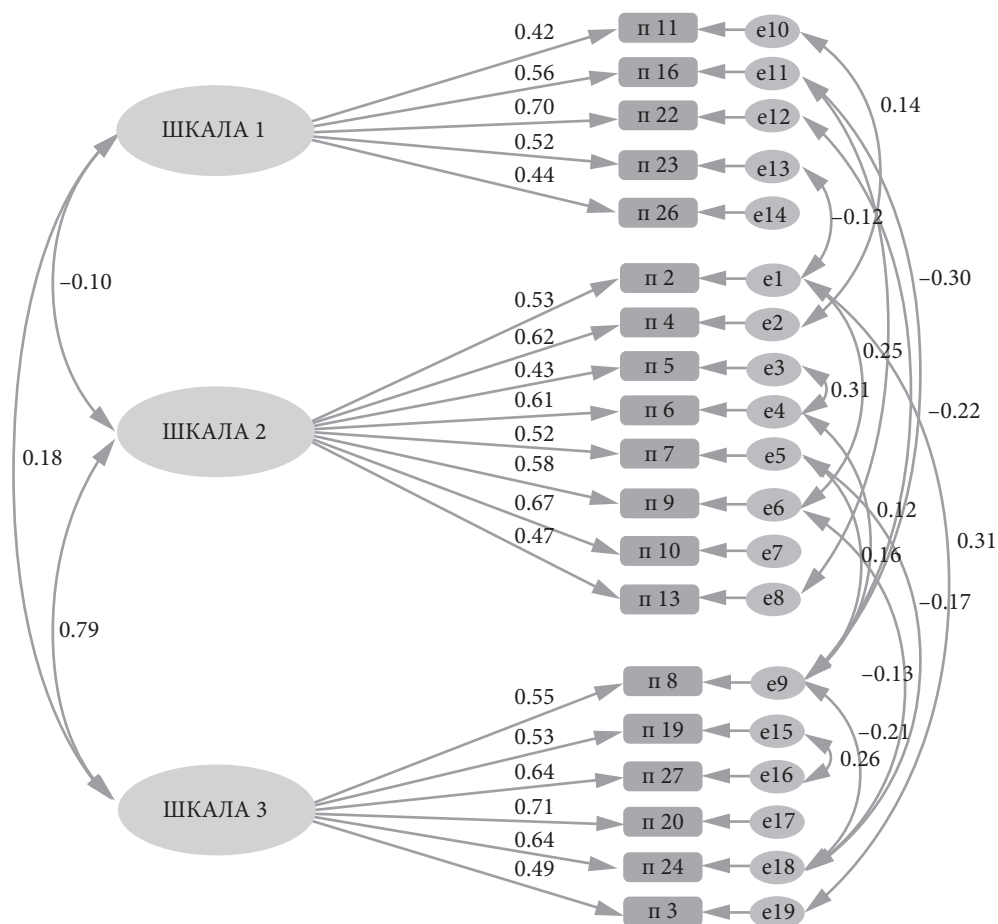 0.42
п 11
e10
0.56
п 16
e11
0.70
п 22
e12
0.14
ШКАЛА 1
0.52
п 23
e13
0.44
п 26
e14
–0.12
–0.10
0.53
п 2
e1
–0.30
0.62
п 4
e2
0.25
0.43
п 5
e3
0.31
0.61
п 6
e4
–0.22
ШКАЛА 2
0.52
п 7
e5
0.18
0.58
п 9
e6
0.12
0.67
п 10
e7
0.16
0.31
0.47
п 13
e8
–0.17
0.79
0.55
п 8
e9
–0.13
0.53
п 19
e15
–0.21
0.26
0.64
п 27
e16
ШКАЛА 3
0.71
п 20
e17
0.64
п 24
e18
0.49
п 3
e19